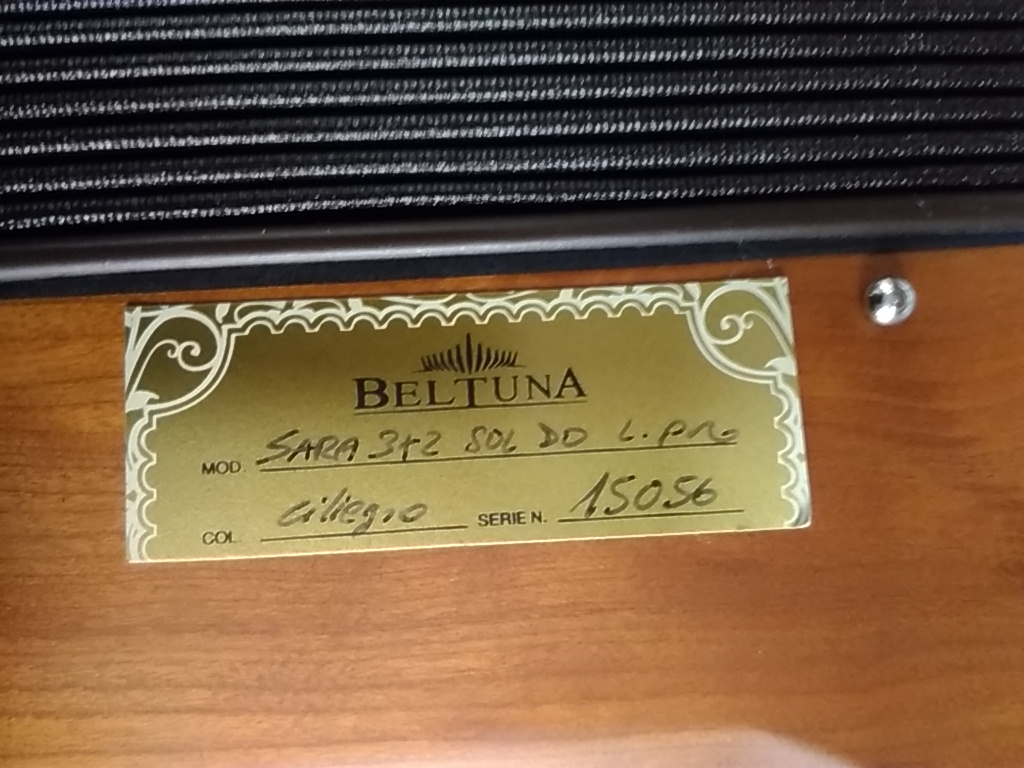 BELTUNA
MOD. SARA 3+2 SOL DO L. pro
COL. ciliegio SERIE N. 15056